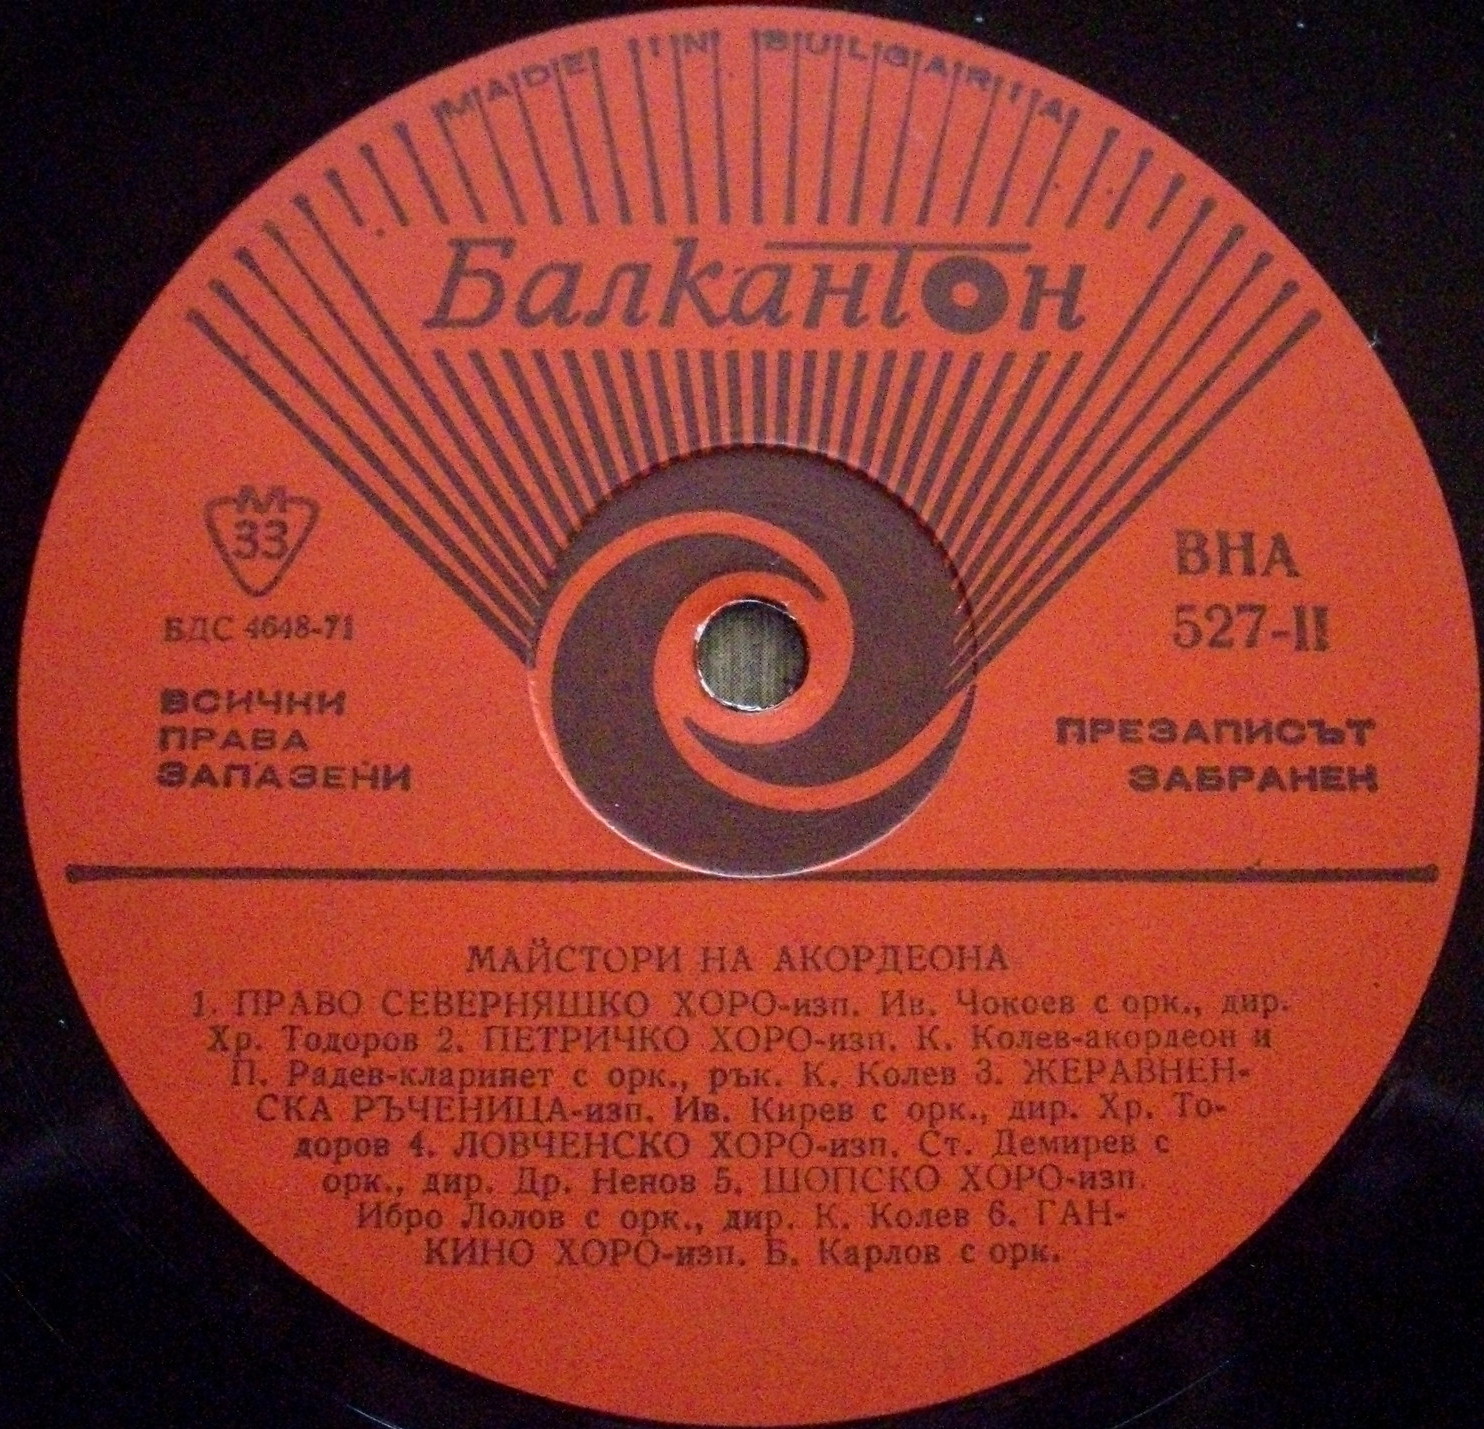 MADE IN BULGARIA
Балкантон
М
33
БДС 4648-71
ВСИЧНИ
ПРАВА
ЗАПАЗЕНИ
ВНА
527-II
ПРЕЗАПИСЪТ
ЗАБРАНЕН
МАЙСТОРИ НА АКОРДЕОНА
1. ПРАВО СЕВЕРНЯШКО ХОРО-изп. Ив. Чокоев с орк., дир.
Хр. Тодоров 2. ПЕТРИЧКО ХОРО-изп. К. Колев-акордеон и
П. Радев-кларинет с орк., рък. К. Колев 3. ЖЕРАВНЕН-
СКА РЪЧЕНИЦА-изп. Ив. Кирев с орк., дир. Хр. То-
доров 4. ЛОВЧЕНСКО ХОРО-изп. Ст. Демирев с
орк., дир. Др. Ненов 5. ШОПСКО ХОРО-изп.
Ибро Лолов с орк., дир. К. Колев 6. ГАН-
КИНО ХОРО-изп. Б. Карлов с орк.